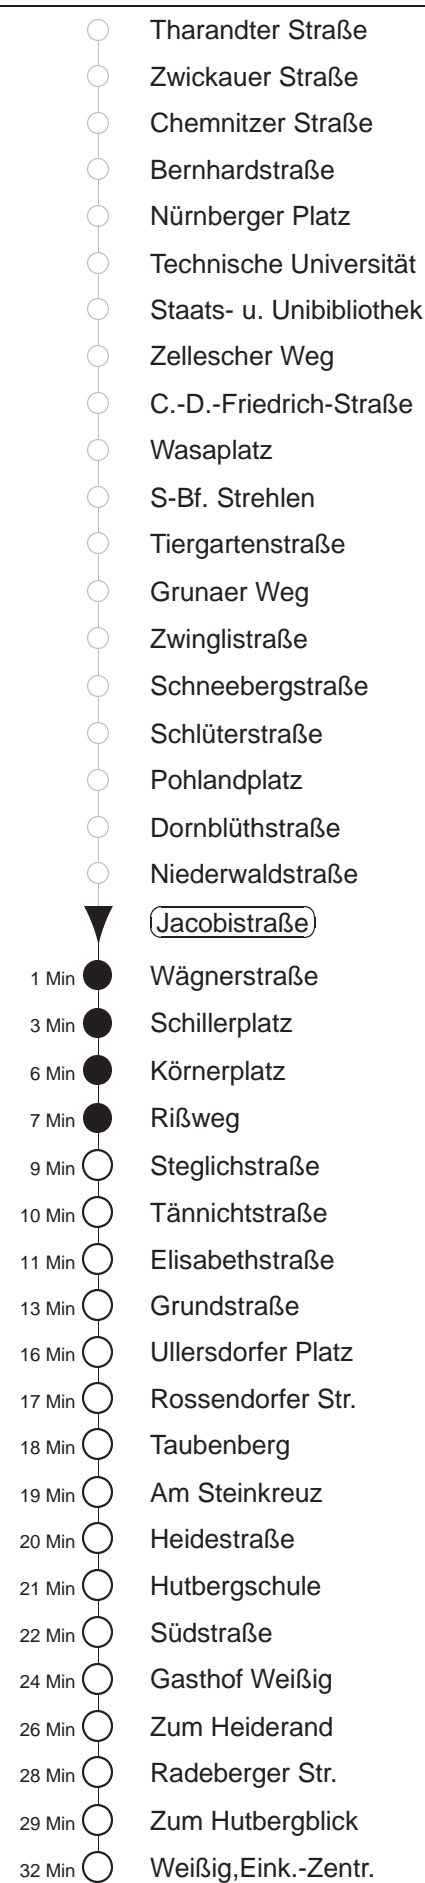 Tharandter Straße
Zwickauer Straße
Chemnitzer Straße
Bernhardstraße
Nürnberger Platz
Technische Universität
Staats- u. Unibibliothek
Zellescher Weg
C.-D.-Friedrich-Straße
Wasaplatz
S-Bf. Strehlen
Tiergartenstraße
Grunaer Weg
Zwinglistraße
Schneebergstraße
Schlüterstraße
Pohlandplatz
Dornblüthstraße
Niederwaldstraße
Jacobistraße
1 Min Wägnerstraße
3 Min Schillerplatz
6 Min Körnerplatz
7 Min Rißweg
9 Min Steglichstraße
10 Min Tännichtstraße
11 Min Elisabethstraße
13 Min Grundstraße
16 Min Ullersdorfer Platz
17 Min Rossendorfer Str.
18 Min Taubenberg
19 Min Am Steinkreuz
20 Min Heidestraße
21 Min Hutbergschule
22 Min Südstraße
24 Min Gasthof Weißig
26 Min Zum Heiderand
28 Min Radeberger Str.
29 Min Zum Hutbergblick
32 Min Weißig,Eink.-Zentr.